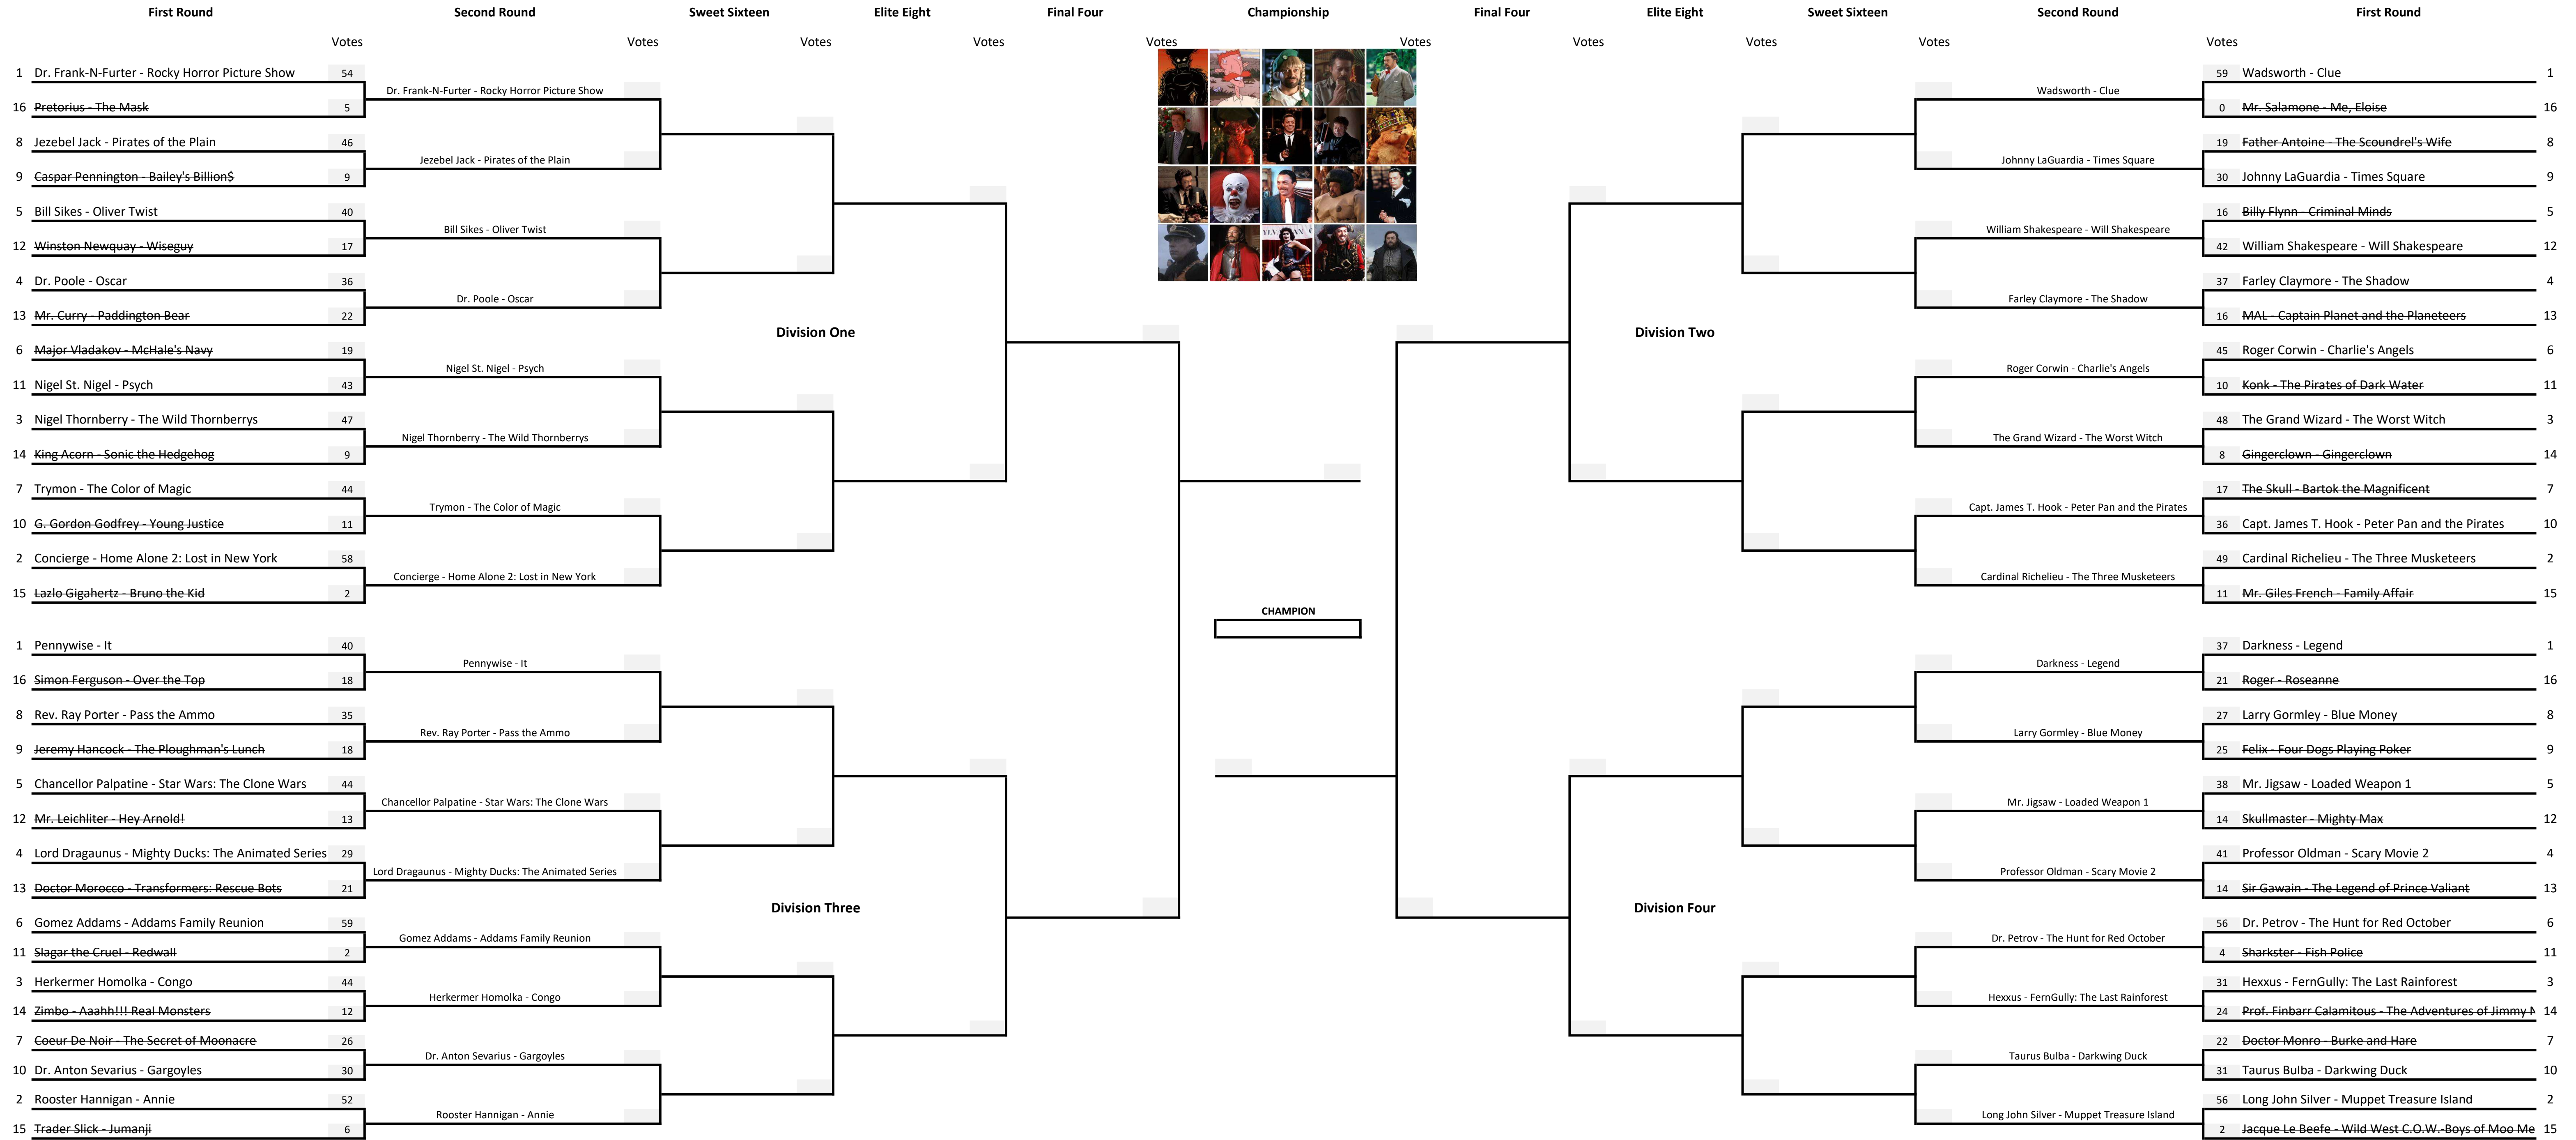 First Round
Second Round
Sweet Sixteen
Elite Eight
Final Four
Championship
Final Four
Elite Eight
Sweet Sixteen
Second Round
First Round
Votes
Votes
Votes
Votes
Votes
Votes
Votes
Votes
Votes
Votes
1 Dr. Frank-N-Furter - Rocky Horror Picture Show 54
16 Pretorius - The Mask 5
8 Jezebel Jack - Pirates of the Plain 46
9 Caspar Pennington - Bailey's Billion$ 9
5 Bill Sikes - Oliver Twist 40
12 Winston Newquay - Wiseguy 17
4 Dr. Poole - Oscar 36
13 Mr. Curry - Paddington Bear 22
6 Major Vladakov - McHale's Navy 19
11 Nigel St. Nigel - Psych 43
3 Nigel Thornberry - The Wild Thornberrys 47
14 King Acorn - Sonic the Hedgehog 9
7 Trymon - The Color of Magic 44
10 G. Gordon Godfrey - Young Justice 11
2 Concierge - Home Alone 2: Lost in New York 58
15 Lazlo Gigahertz - Bruno the Kid 2
Dr. Frank-N-Furter - Rocky Horror Picture Show
Jezebel Jack - Pirates of the Plain
Bill Sikes - Oliver Twist
Dr. Poole - Oscar
Nigel St. Nigel - Psych
Nigel Thornberry - The Wild Thornberrys
Trymon - The Color of Magic
Concierge - Home Alone 2: Lost in New York
Division One
1 Pennywise - It 40
16 Simon Ferguson - Over the Top 18
8 Rev. Ray Porter - Pass the Ammo 35
9 Jeremy Hancock - The Ploughman's Lunch 18
5 Chancellor Palpatine - Star Wars: The Clone Wars 44
12 Mr. Leichliter - Hey Arnold! 13
4 Lord Dragaunus - Mighty Ducks: The Animated Series 29
13 Doctor Morocco - Transformers: Rescue Bots 21
6 Gomez Addams - Addams Family Reunion 59
11 Slagar the Cruel - Redwall 2
3 Herkermer Homolka - Congo 44
14 Zimbo - Aaahh!!! Real Monsters 12
7 Coeur De Noir - The Secret of Moonacre 26
10 Dr. Anton Sevarius - Gargoyles 30
2 Rooster Hannigan - Annie 52
15 Trader Slick - Jumanji 6
Pennywise - It
Rev. Ray Porter - Pass the Ammo
Chancellor Palpatine - Star Wars: The Clone Wars
Lord Dragaunus - Mighty Ducks: The Animated Series
Gomez Addams - Addams Family Reunion
Herkermer Homolka - Congo
Dr. Anton Sevarius - Gargoyles
Rooster Hannigan - Annie
Division Three
CHAMPION
Division Two
Wadsworth - Clue
Johnny LaGuardia - Times Square
William Shakespeare - Will Shakespeare
Farley Claymore - The Shadow
Roger Corwin - Charlie's Angels
The Grand Wizard - The Worst Witch
Capt. James T. Hook - Peter Pan and the Pirates
Cardinal Richelieu - The Three Musketeers
59 Wadsworth - Clue 1
0 Mr. Salamone - Me, Eloise 16
19 Father Antoine - The Scoundrel's Wife 8
30 Johnny LaGuardia - Times Square 9
16 Billy Flynn - Criminal Minds 5
42 William Shakespeare - Will Shakespeare 12
37 Farley Claymore - The Shadow 4
16 MAL - Captain Planet and the Planeteers 13
45 Roger Corwin - Charlie's Angels 6
10 Konk - The Pirates of Dark Water 11
48 The Grand Wizard - The Worst Witch 3
8 Gingerclown - Gingerclown 14
17 The Skull - Bartok the Magnificent 7
36 Capt. James T. Hook - Peter Pan and the Pirates 10
49 Cardinal Richelieu - The Three Musketeers 2
11 Mr. Giles French - Family Affair 15
Division Four
Darkness - Legend
Larry Gormley - Blue Money
Mr. Jigsaw - Loaded Weapon 1
Professor Oldman - Scary Movie 2
Dr. Petrov - The Hunt for Red October
Hexxus - FernGully: The Last Rainforest
Taurus Bulba - Darkwing Duck
Long John Silver - Muppet Treasure Island
37 Darkness - Legend 1
21 Roger - Roseanne 16
27 Larry Gormley - Blue Money 8
25 Felix - Four Dogs Playing Poker 9
38 Mr. Jigsaw - Loaded Weapon 1 5
14 Skullmaster - Mighty Max 12
41 Professor Oldman - Scary Movie 2 4
14 Sir Gawain - The Legend of Prince Valiant 13
56 Dr. Petrov - The Hunt for Red October 6
4 Sharkster - Fish Police 11
31 Hexxus - FernGully: The Last Rainforest 3
24 Prof. Finbarr Calamitous - The Adventures of Jimmy N 14
22 Doctor Monro - Burke and Hare 7
31 Taurus Bulba - Darkwing Duck 10
56 Long John Silver - Muppet Treasure Island 2
2 Jacque Le Beefe - Wild West C.O.W.-Boys of Moo Me 15